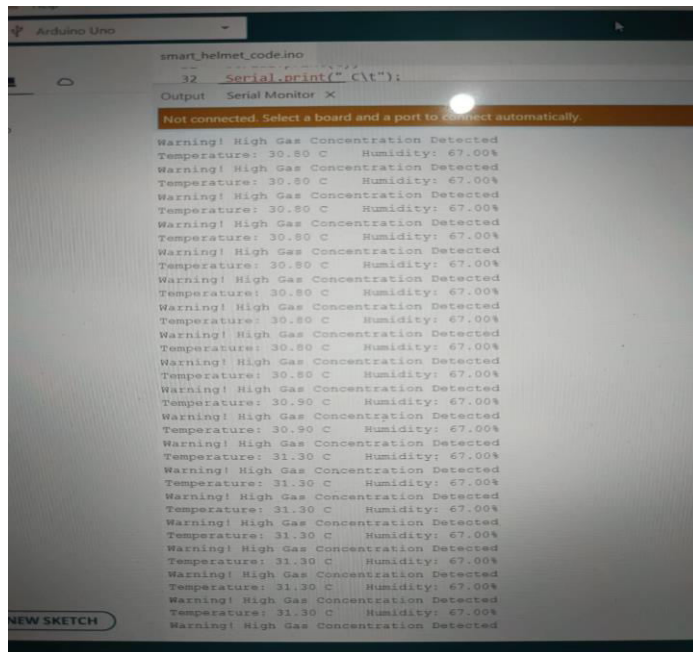 Arduino Uno
smart_helmet_code.ino
32 Serial.print(" C\t");
Output Serial Monitor ×
Not connected. Select a board and a port to connect automatically.
Warning! High Gas Concentration Detected
Temperature: 30.80 C Humidity: 67.00%
Warning! High Gas Concentration Detected
Temperature: 30.80 C Humidity: 67.00%
Warning! High Gas Concentration Detected
Temperature: 30.80 C Humidity: 67.00%
Warning! High Gas Concentration Detected
Temperature: 30.80 C Humidity: 67.00%
Warning! High Gas Concentration Detected
Temperature: 30.80 C Humidity: 67.00%
Warning! High Gas Concentration Detected
Temperature: 30.80 C Humidity: 67.00%
Warning! High Gas Concentration Detected
Temperature: 30.80 C Humidity: 67.00%
Warning! High Gas Concentration Detected
Temperature: 30.80 C Humidity: 67.00%
Warning! High Gas Concentration Detected
Temperature: 30.80 C Humidity: 67.00%
Warning! High Gas Concentration Detected
Temperature: 30.90 C Humidity: 67.00%
Warning! High Gas Concentration Detected
Temperature: 30.90 C Humidity: 67.00%
Warning! High Gas Concentration Detected
Temperature: 31.30 C Humidity: 67.00%
Warning! High Gas Concentration Detected
Temperature: 31.30 C Humidity: 67.00%
Warning! High Gas Concentration Detected
Temperature: 31.30 C Humidity: 67.00%
Warning! High Gas Concentration Detected
Temperature: 31.30 C Humidity: 67.00%
Warning! High Gas Concentration Detected
Temperature: 31.30 C Humidity: 67.00%
Warning! High Gas Concentration Detected
Temperature: 31.30 C Humidity: 67.00%
Warning! High Gas Concentration Detected
Temperature: 31.30 C Humidity: 67.00%
Warning! High Gas Concentration Detected
NEW SKETCH